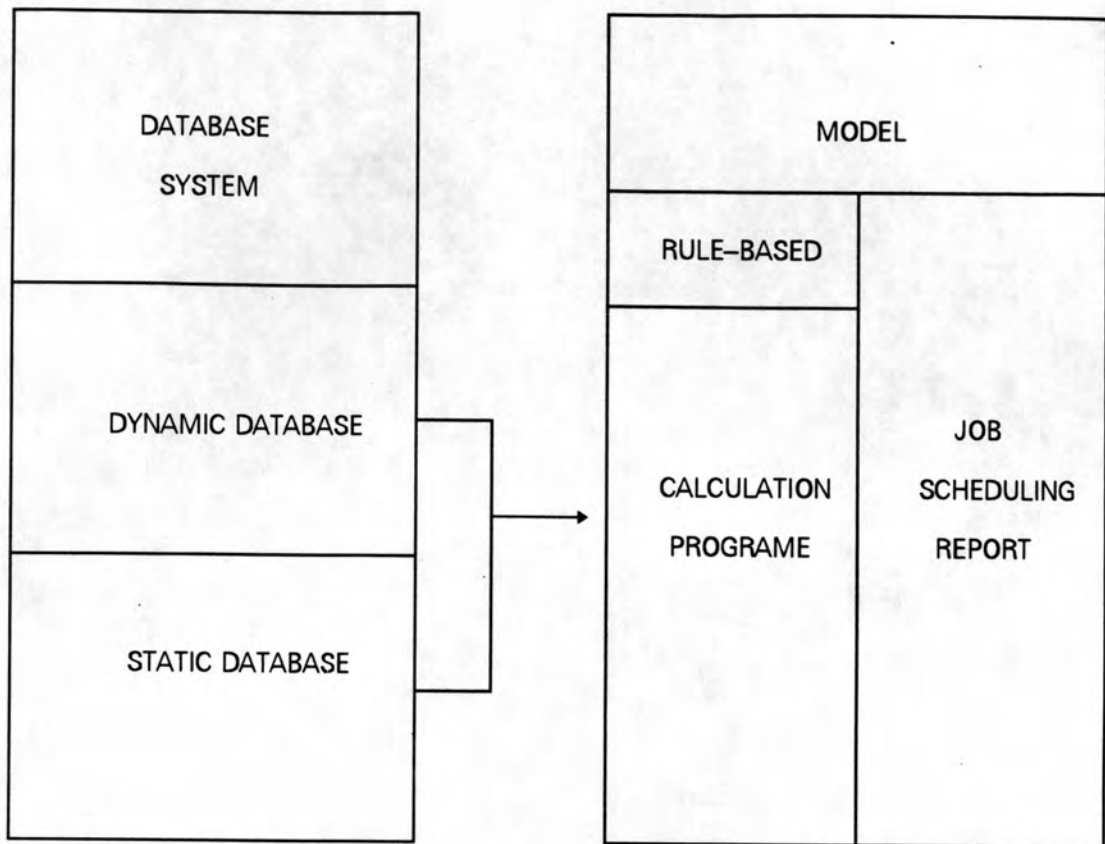 DATABASE
SYSTEM
DYNAMIC DATABASE
STATIC DATABASE
MODEL
RULE-BASED
CALCULATION
PROGRAME
JOB
SCHEDULING
REPORT